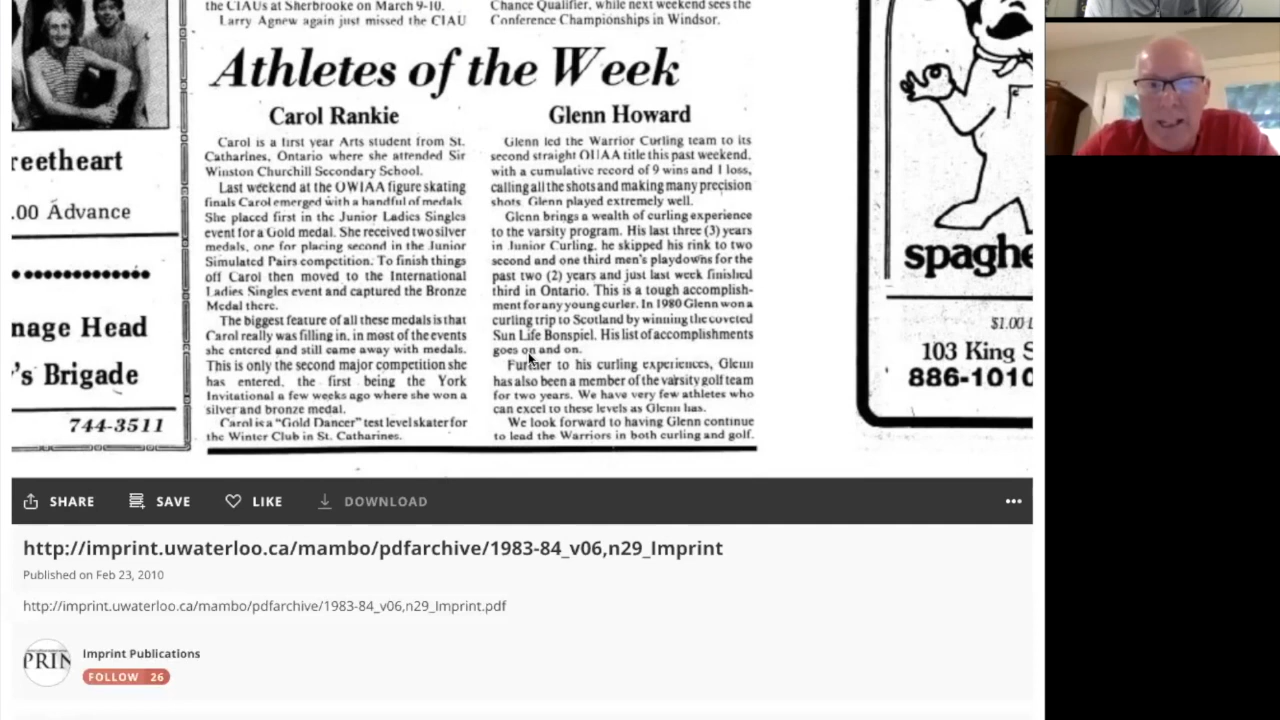 the CIAUs at Sherbrooke on March 9-10.
Larry Agnew again just missed the CIAU
Chance Qualifier, while next weekend sees the
Conference Championships in Windsor.
Athletes of the Week
Carol Rankie
Carol is a first year Arts student from St.
Catharines, Ontario where she attended Sir
Winston Churchill Secondary School.
Last weekend at the OWIAA figure skating
finals Carol emerged with a handful of medals.
She placed first in the Junior Ladies Singles
event for a Gold medal. She received two silver
medals, one for placing second in the Junior
Simulated Pairs competition. To finish things
off Carol then moved to the International
Ladies Singles event and captured the Bronze
Medal there.
The biggest feature of all these medals is that
Carol really was filling in, in most of the events
she entered and still came away with medals.
This is only the second major competition she
has entered, the first being the York
Invitational a few weeks ago where she won a
silver and bronze medal.
Carol is a "Gold Dancer" test level skater for
the Winter Club in St. Catharines.
Glenn Howard
Glenn led the Warrior Curling team to its
second straight OUAA title this past weekend,
with a cumulative record of 9 wins and 1 loss,
calling all the shots and making many precision
shots. Glenn played extremely well.
Glenn brings a wealth of curling experience
to the varsity program. His last three (3) years
in Junior Curling, he skipped his rink to two
second and one third men's playdowns for the
past two (2) years and just last week finished
third in Ontario. This is a tough accomplish-
ment for any young curler. In 1980 Glenn won a
curling trip to Scotland by winning the coveted
Sun Life Bonspiel. His list of accomplishments
goes on and on.
Further to his curling experiences, Glenn
has also been a member of the varsity golf team
for two years. We have very few athletes who
can excel to these levels as Glenn has.
We look forward to having Glenn continue
to lead the Warriors in both curling and golf.
reetheart
.00 Advance
nage Head
's Brigade
744-3511
spaghe
$1.00
103 King S
886-1010
SHARE
SAVE
LIKE
DOWNLOAD
http://imprint.uwaterloo.ca/mambo/pdfarchive/1983-84_v06,n29_Imprint
Published on Feb 23, 2010
http://imprint.uwaterloo.ca/mambo/pdfarchive/1983-84_v06,n29_Imprint.pdf
PRIN
Imprint Publications
FOLLOW 26